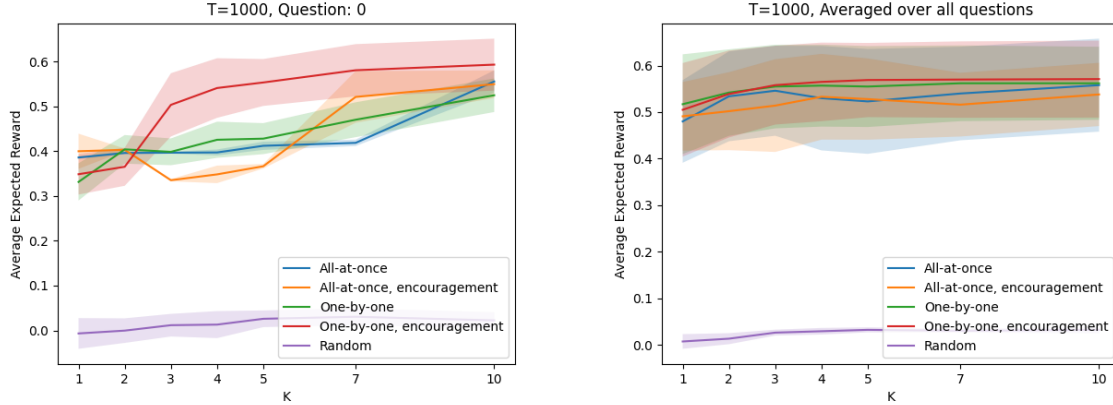 T=1000, Question: 0
Average Expected Reward
0.6
0.5
0.4
0.3
0.2
0.1
0.0
All-at-once
All-at-once, encouragement
One-by-one
One-by-one, encouragement
Random
1 2 3 4 5 7 10
K
T=1000, Averaged over all questions
Average Expected Reward
0.6
0.5
0.4
0.3
0.2
0.1
0.0
All-at-once
All-at-once, encouragement
One-by-one
One-by-one, encouragement
Random
1 2 3 4 5 7 10
K